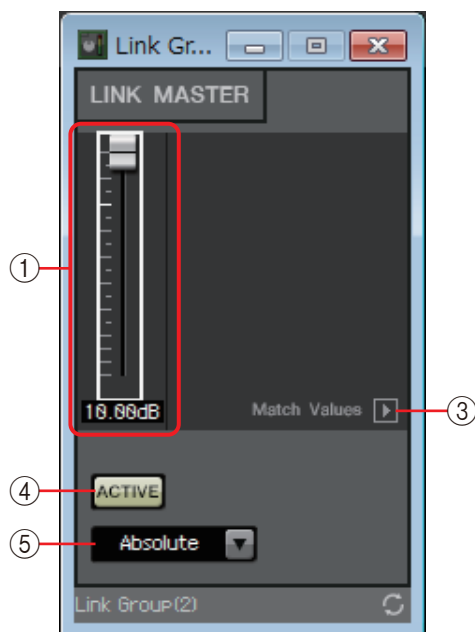 Link Gr...
LINK MASTER
①
10.00dB
Match Values
③
④
ACTIVE
⑤
Absolute
Link Group(2)